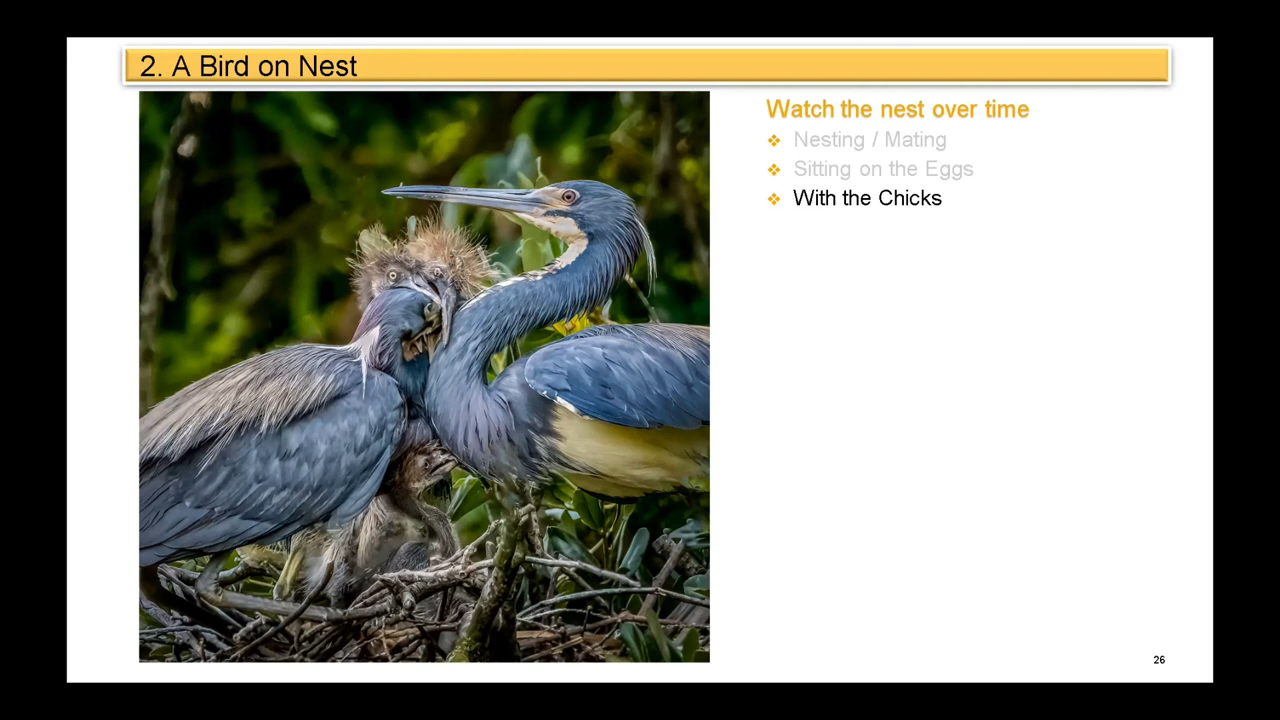 2. A Bird on Nest
Watch the nest over time
❖ Nesting / Mating
❖ Sitting on the Eggs
❖ With the Chicks
26